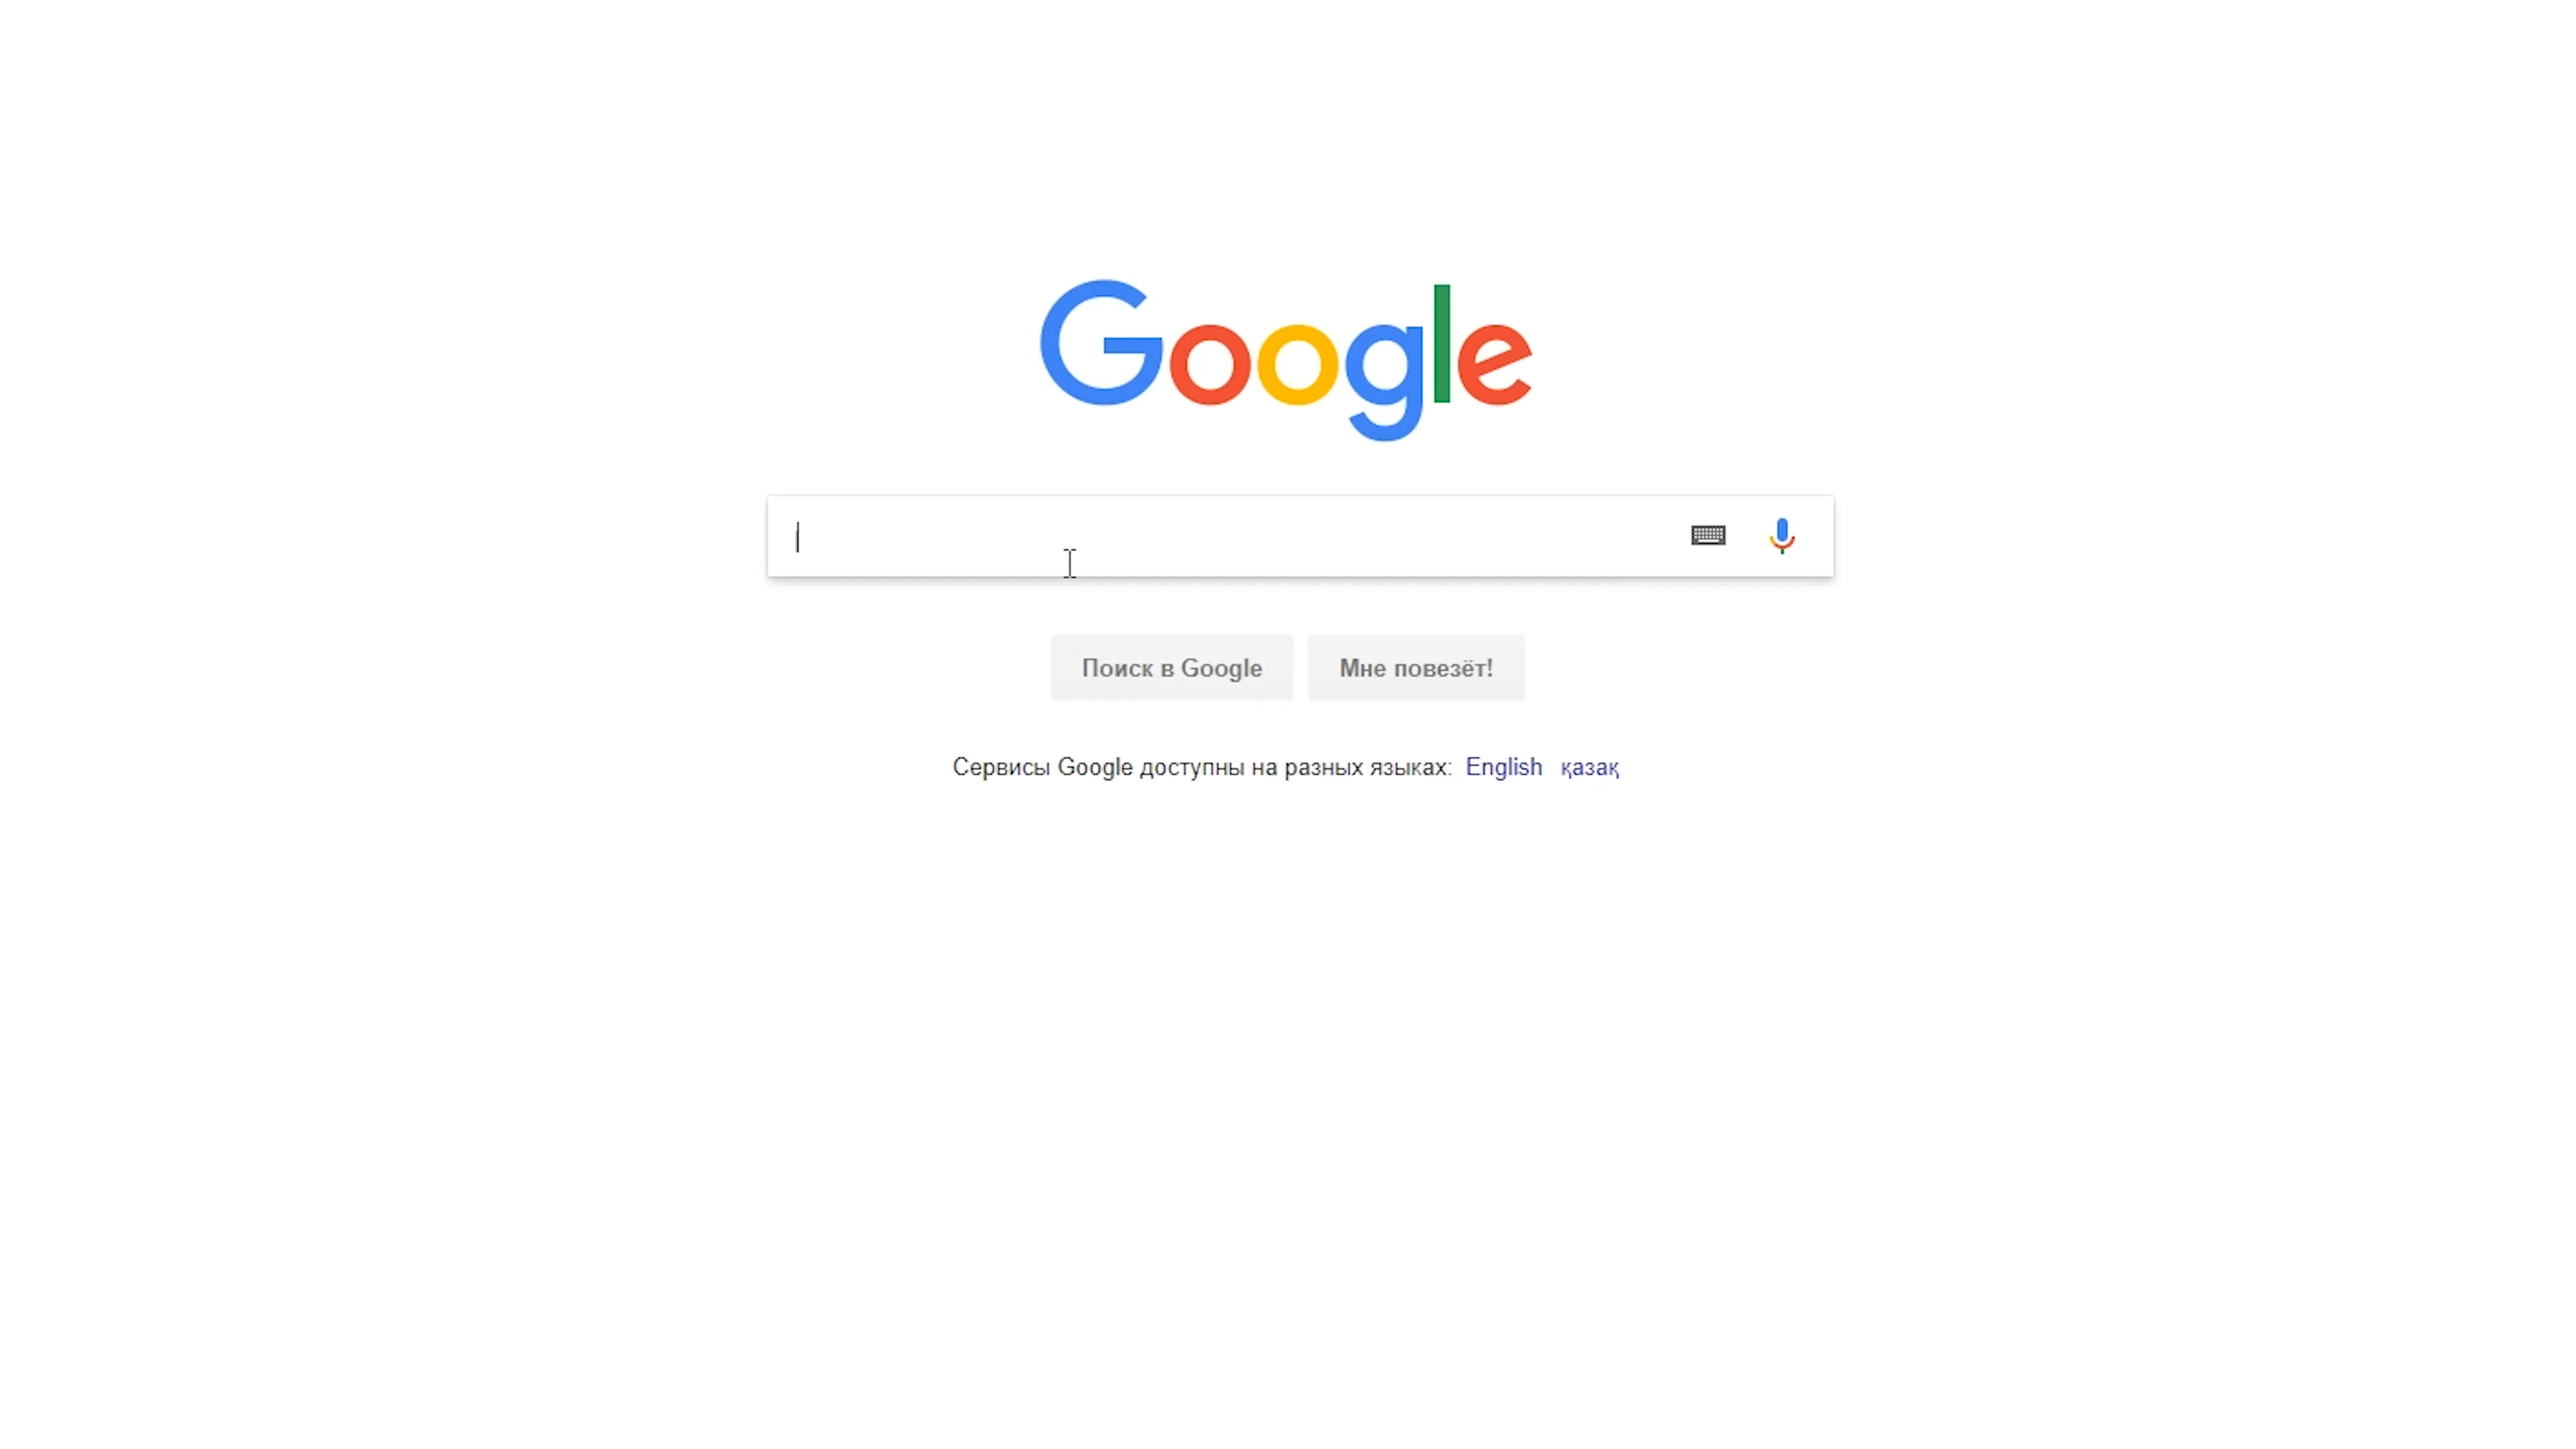 Google
Поиск в Google
Мне повезёт!
Сервисы Google доступны на разных языках: English қазақ